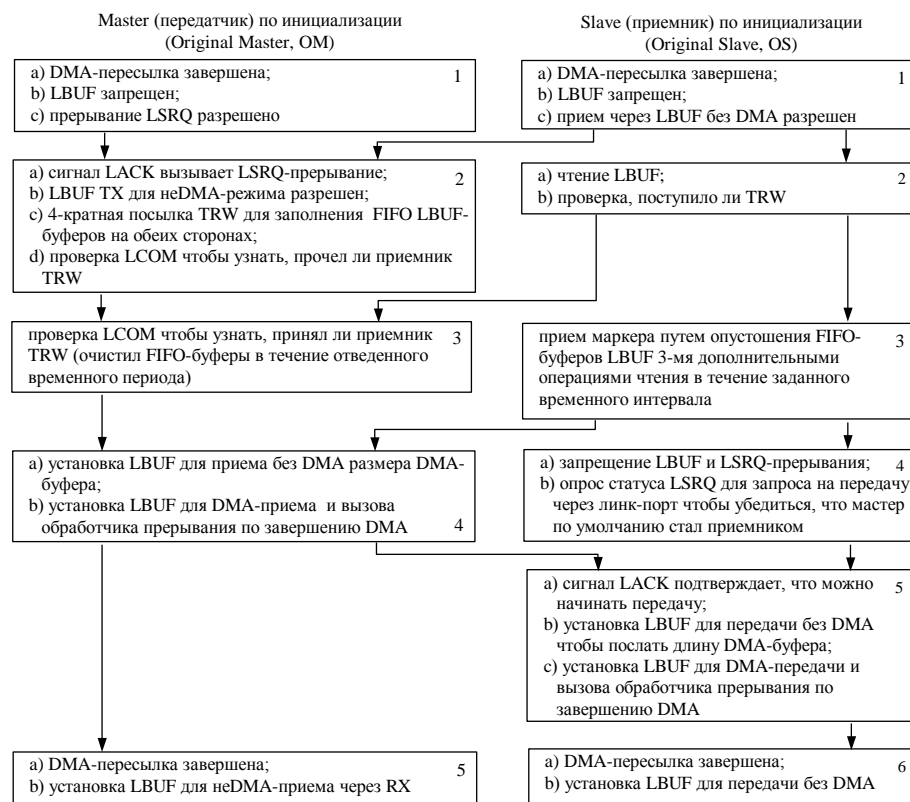 Master (передатчик) по инициализации
(Original Master, OM)
Slave (приемник) по инициализации
(Original Slave, OS)
a) DMA-пересылка завершена;
1
b) LBUF запрещен;
c) прерывание LSRQ разрешено
a) DMA-пересылка завершена;
1
b) LBUF запрещен;
c) прием через LBUF без DMA разрешен
a) сигнал LACK вызывает LSRQ-прерывание;
2
b) LBUF TX для неDMA-режима разрешен;
c) 4-кратная посылка TRW для заполнения FIFO LBUF-
буферов на обеих сторонах;
d) проверка LCOM чтобы узнать, прочел ли приемник
TRW
a) чтение LBUF;
2
b) проверка, поступило ли TRW
проверка LCOM чтобы узнать, принял ли приемник
3
TRW (очистил FIFO-буферы в течение отведенного
временного периода)
прием маркера путем опустошения FIFO-
3
буферов LBUF 3-мя дополнительными
операциями чтения в течение заданного
временного интервала
a) установка LBUF для приема без DMA размера DMA-
буфера;
b) установка LBUF для DMA-приема и вызова
обработчика прерывания по завершению DMA
4
a) запрещение LBUF и LSRQ-прерывания;
4
b) опрос статуса LSRQ для запроса на передачу
через линк-порт чтобы убедиться, что мастер
по умолчанию стал приемником
a) сигнал LACK подтверждает, что можно
5
начинать передачу;
b) установка LBUF для передачи без DMA
чтобы послать длину DMA-буфера;
c) установка LBUF для DMA-передачи и
вызова обработчика прерывания по
завершению DMA
a) DMA-пересылка завершена;
5
b) установка LBUF для неDMA-приема через RX
a) DMA-пересылка завершена;
6
b) установка LBUF для передачи без DMA